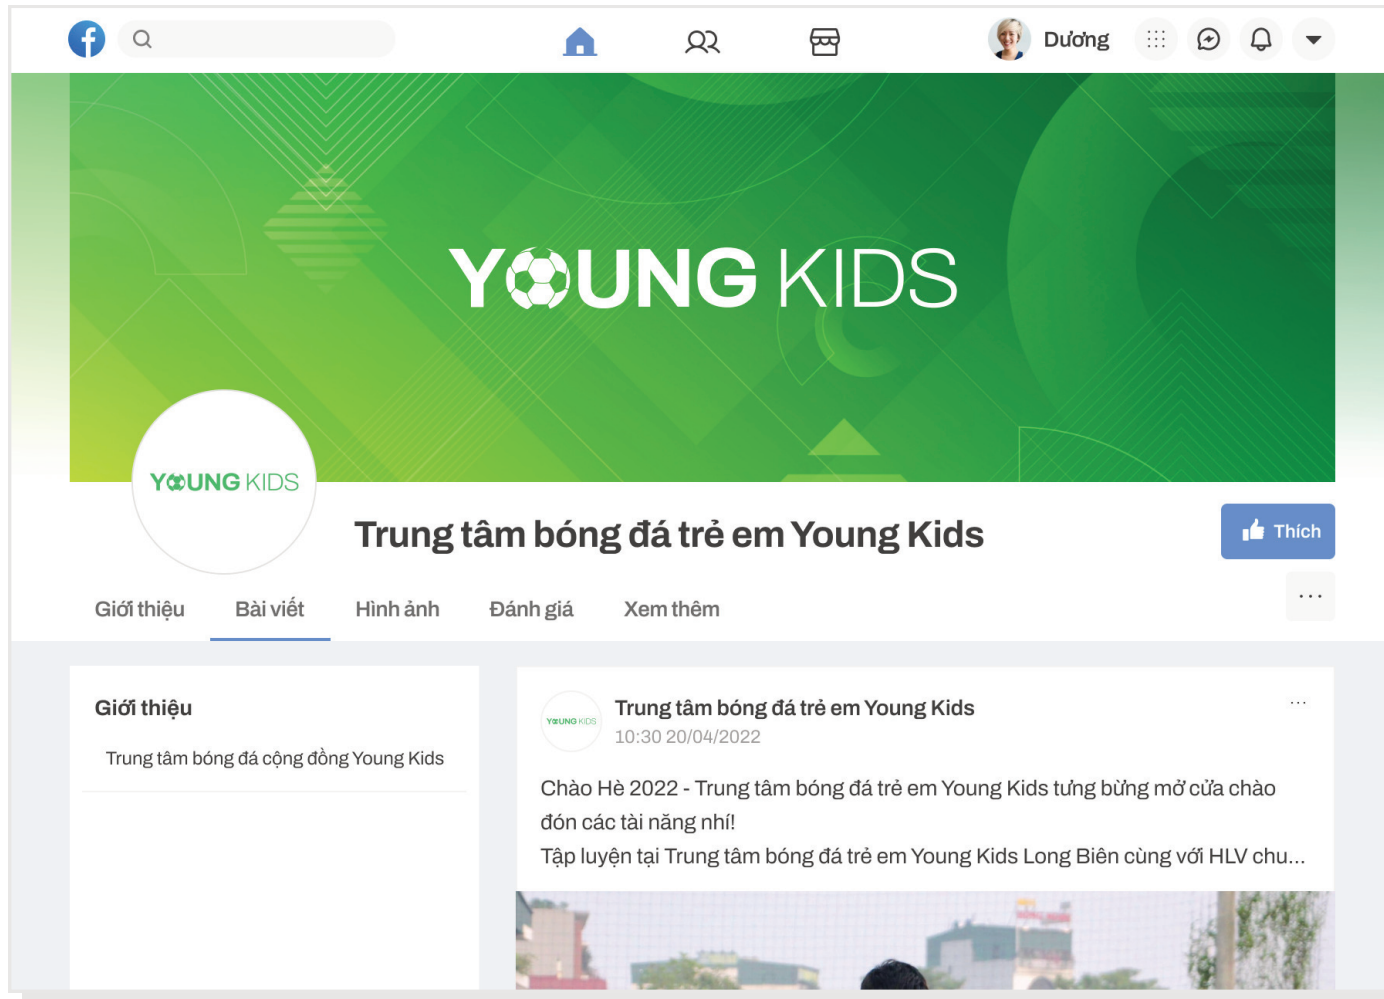 Dương
YOUNG KIDS
YOUNG KIDS
Trung tâm bóng đá trẻ em Young Kids
Thích
Giới thiệu Bài viết Hình ảnh Đánh giá Xem thêm
...
Giới thiệu
Trung tâm bóng đá cộng đồng Young Kids
YOUNG KIDS
Trung tâm bóng đá trẻ em Young Kids
...
10:30 20/04/2022
Chào Hè 2022 - Trung tâm bóng đá trẻ em Young Kids tưng bừng mở cửa chào
đón các tài năng nhí!
Tập luyện tại Trung tâm bóng đá trẻ em Young Kids Long Biên cùng với HLV chu...